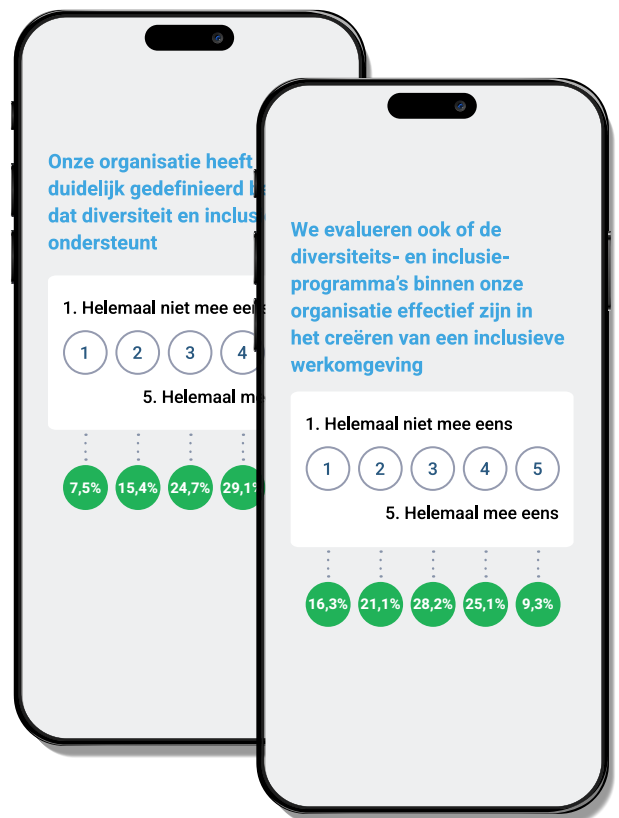 Onze organisatie heeft
duidelijk gedefinieerd
dat diversiteit en
ondersteunt
1. Helemaal niet mee
1 2 3 4
5. Helemaal
7,5% 15,4% 24,7% 29,1%
We evalueren ook of de
diversiteits- en inclusie-
programma's binnen onze
organisatie effectief zijn in
het creëren van een inclusieve
werkomgeving
1. Helemaal niet mee eens
1 2 3 4 5
5. Helemaal mee eens
16,3% 21,1% 28,2% 25,1% 9,3%